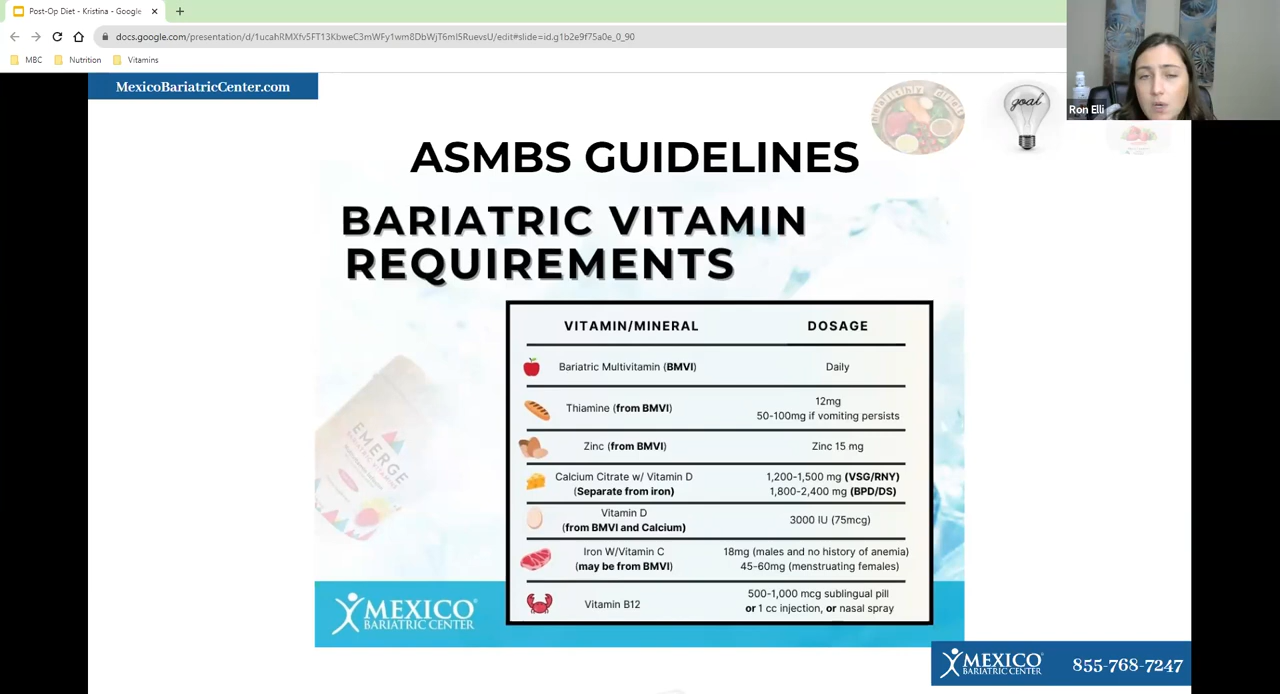 Post-Op Diet - Kristina - Google
docs.google.com/presentation/d/1ucahRMXfv5FT13KbweC3mWFy1wm8DbWjT6mI5RuevsU/edit#slide=id.g1b2e9f75a0e_0_90
MBC
Nutrition
Vitamins
MexicoBariatricCenter.com
goal
Ron Elli
ASMBS GUIDELINES
BARIATRIC VITAMIN
REQUIREMENTS
VITAMIN/MINERAL DOSAGE
Bariatric Multivitamin (BMVI) Daily
Thiamine (from BMVI) 12mg
50-100mg if vomiting persists
Zinc (from BMVI) Zinc 15 mg
Calcium Citrate w/ Vitamin D 1,200-1,500 mg (VSG/RNY)
(Separate from iron) 1,800-2,400 mg (BPD/DS)
Vitamin D
(from BMVI and Calcium) 3000 IU (75mcg)
Iron W/Vitamin C 18mg (males and no history of anemia)
(may be from BMVI) 45-60mg (menstruating females)
Vitamin B12 500-1,000 mcg sublingual pill
or 1 cc injection, or nasal spray
EMERGE
MEXICO
BARIATRIC CENTER
MEXICO
BARIATRIC CENTER
855-768-7247